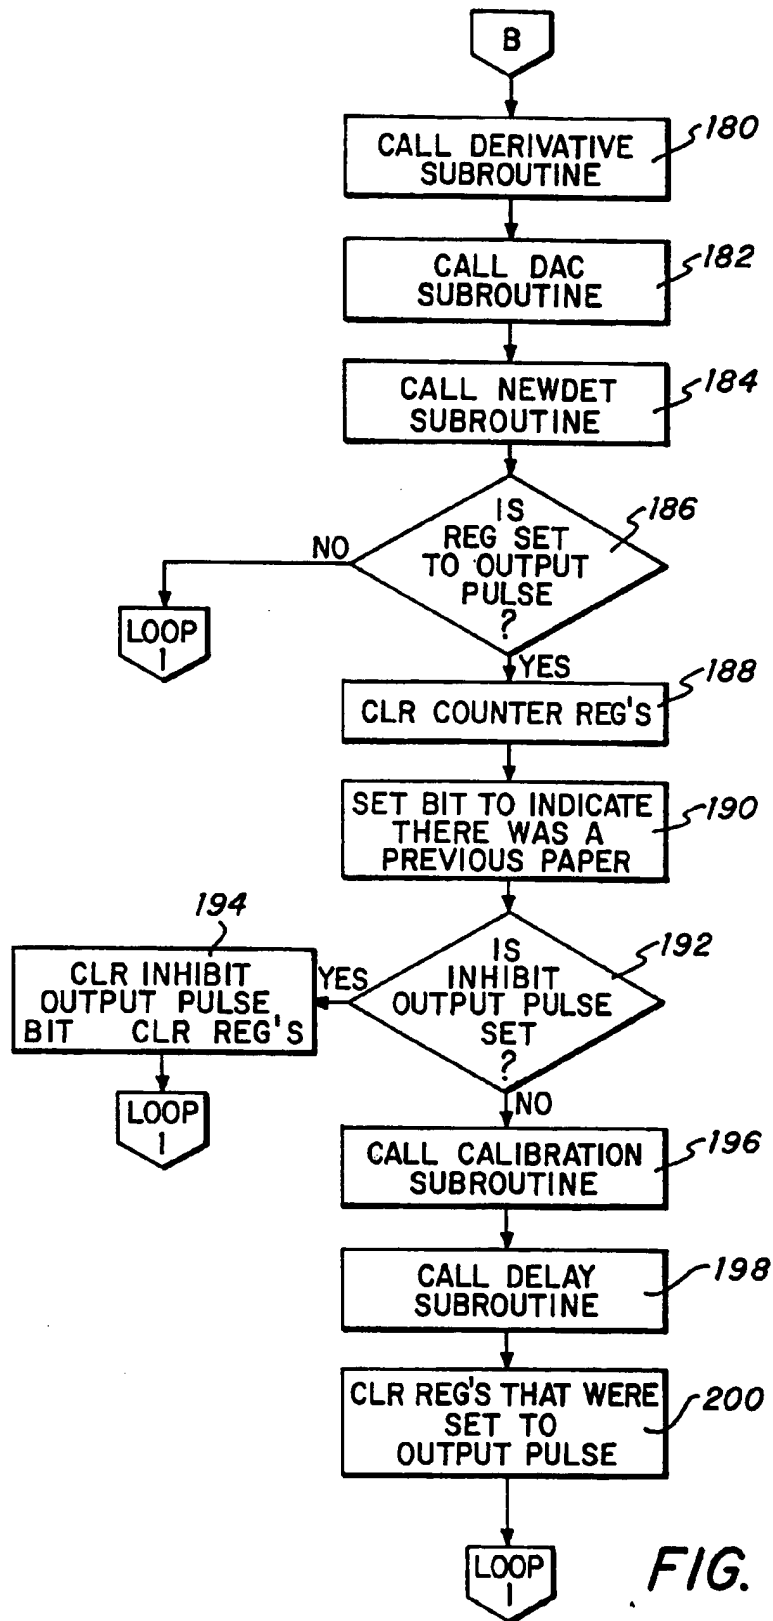 B
CALL DERIVATIVE
SUBROUTINE
180
CALL DAC
SUBROUTINE
182
CALL NEWDET
SUBROUTINE
184
IS
REG SET
TO OUTPUT
PULSE
?
186
NO
LOOP
1
YES
CLR COUNTER REG'S
188
SET BIT TO INDICATE
THERE WAS A
PREVIOUS PAPER
190
IS
INHIBIT
OUTPUT PULSE
SET
?
192
YES
194
CLR INHIBIT
OUTPUT PULSE
BIT CLR REG'S
LOOP
1
NO
CALL CALIBRATION
SUBROUTINE
196
CALL DELAY
SUBROUTINE
198
CLR REG'S THAT WERE
SET TO
OUTPUT PULSE
200
LOOP
1
FIG.